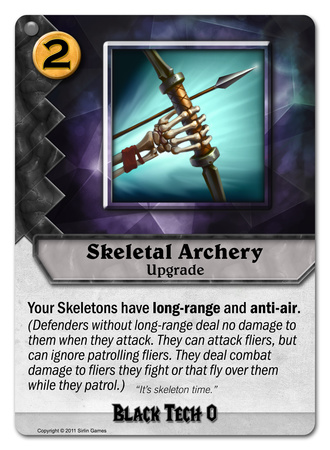 2
Skeletal Archery
Upgrade
Your Skeletons have long-range and anti-air.
(Defenders without long-range deal no damage to
them when they attack. They can attack fliers, but
can ignore patrolling fliers. They deal combat
damage to fliers they fight or that fly over them
while they patrol.) "It's skeleton time."
Black Tech 0
Copyright © 2011 Sirlin Games